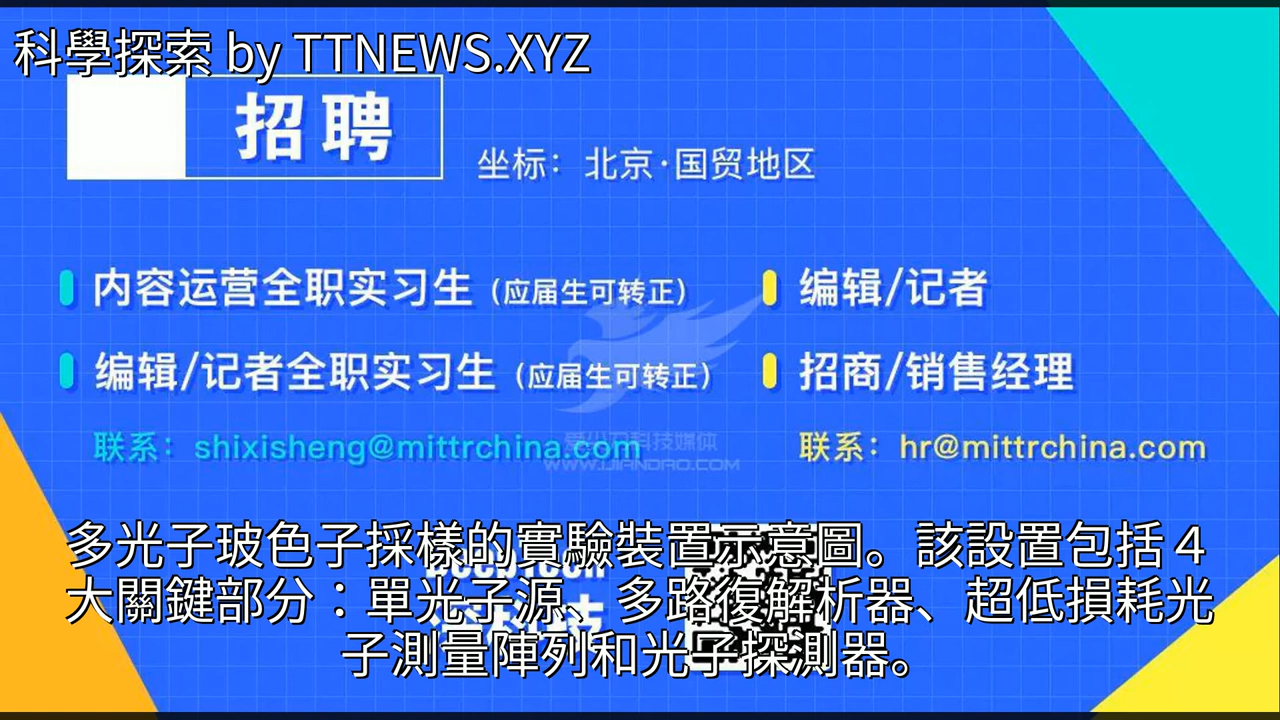 科學探索 by TTNEWS.XYZ
招聘
坐标：北京·国贸地区
内容运营全职实习生（应届生可转正）
编辑/记者
编辑/记者全职实习生（应届生可转正）
招商/销售经理
联系：shixisheng@mittrchina.com
联系：hr@mittrchina.com
WWW.IJIANDAO.COM
多光子玻色子採樣的實驗裝置示意圖。該設置包括４
大關鍵部分：單光子源、多路復解析器、超低損耗光
子測量陣列和光子探測器。